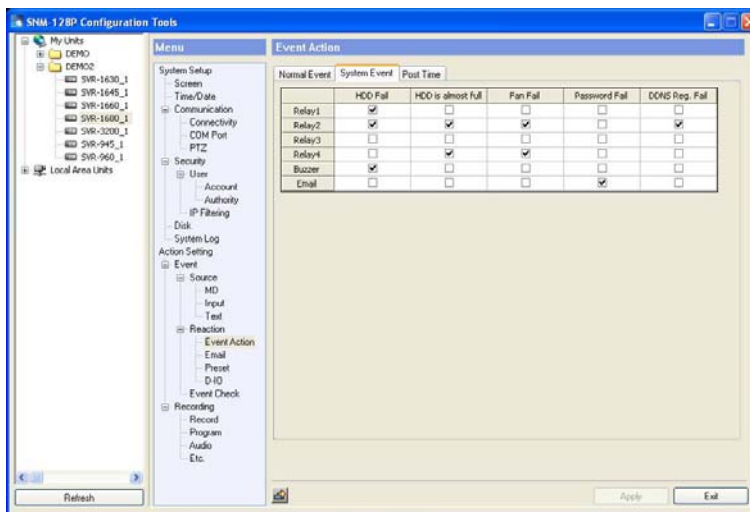 SNM-128P Configuration Tools
My Units
DEMO
DEMO2
SVR-1630_1
SVR-1645_1
SVR-1660_1
SVR-1600_1
SVR-3200_1
SVR-945_1
SVR-960_1
Local Area Units
Refresh
Menu
System Setup
Screen
Time/Date
Communication
Connectivity
COM Port
PTZ
Security
User
Account
Authority
IP Filtering
Disk
System Log
Action Setting
Event
Source
MD
Input
Text
Reaction
Event Action
Email
Preset
D-IO
Event Check
Recording
Record
Program
Audio
Etc.
Event Action
Normal Event System Event Post Time
HDD Fail HDD is almost full Fan Fail Password Fail DDNS Reg. Fail
Relay1
Relay2
Relay3
Relay4
Buzzer
Email
Apply Exit